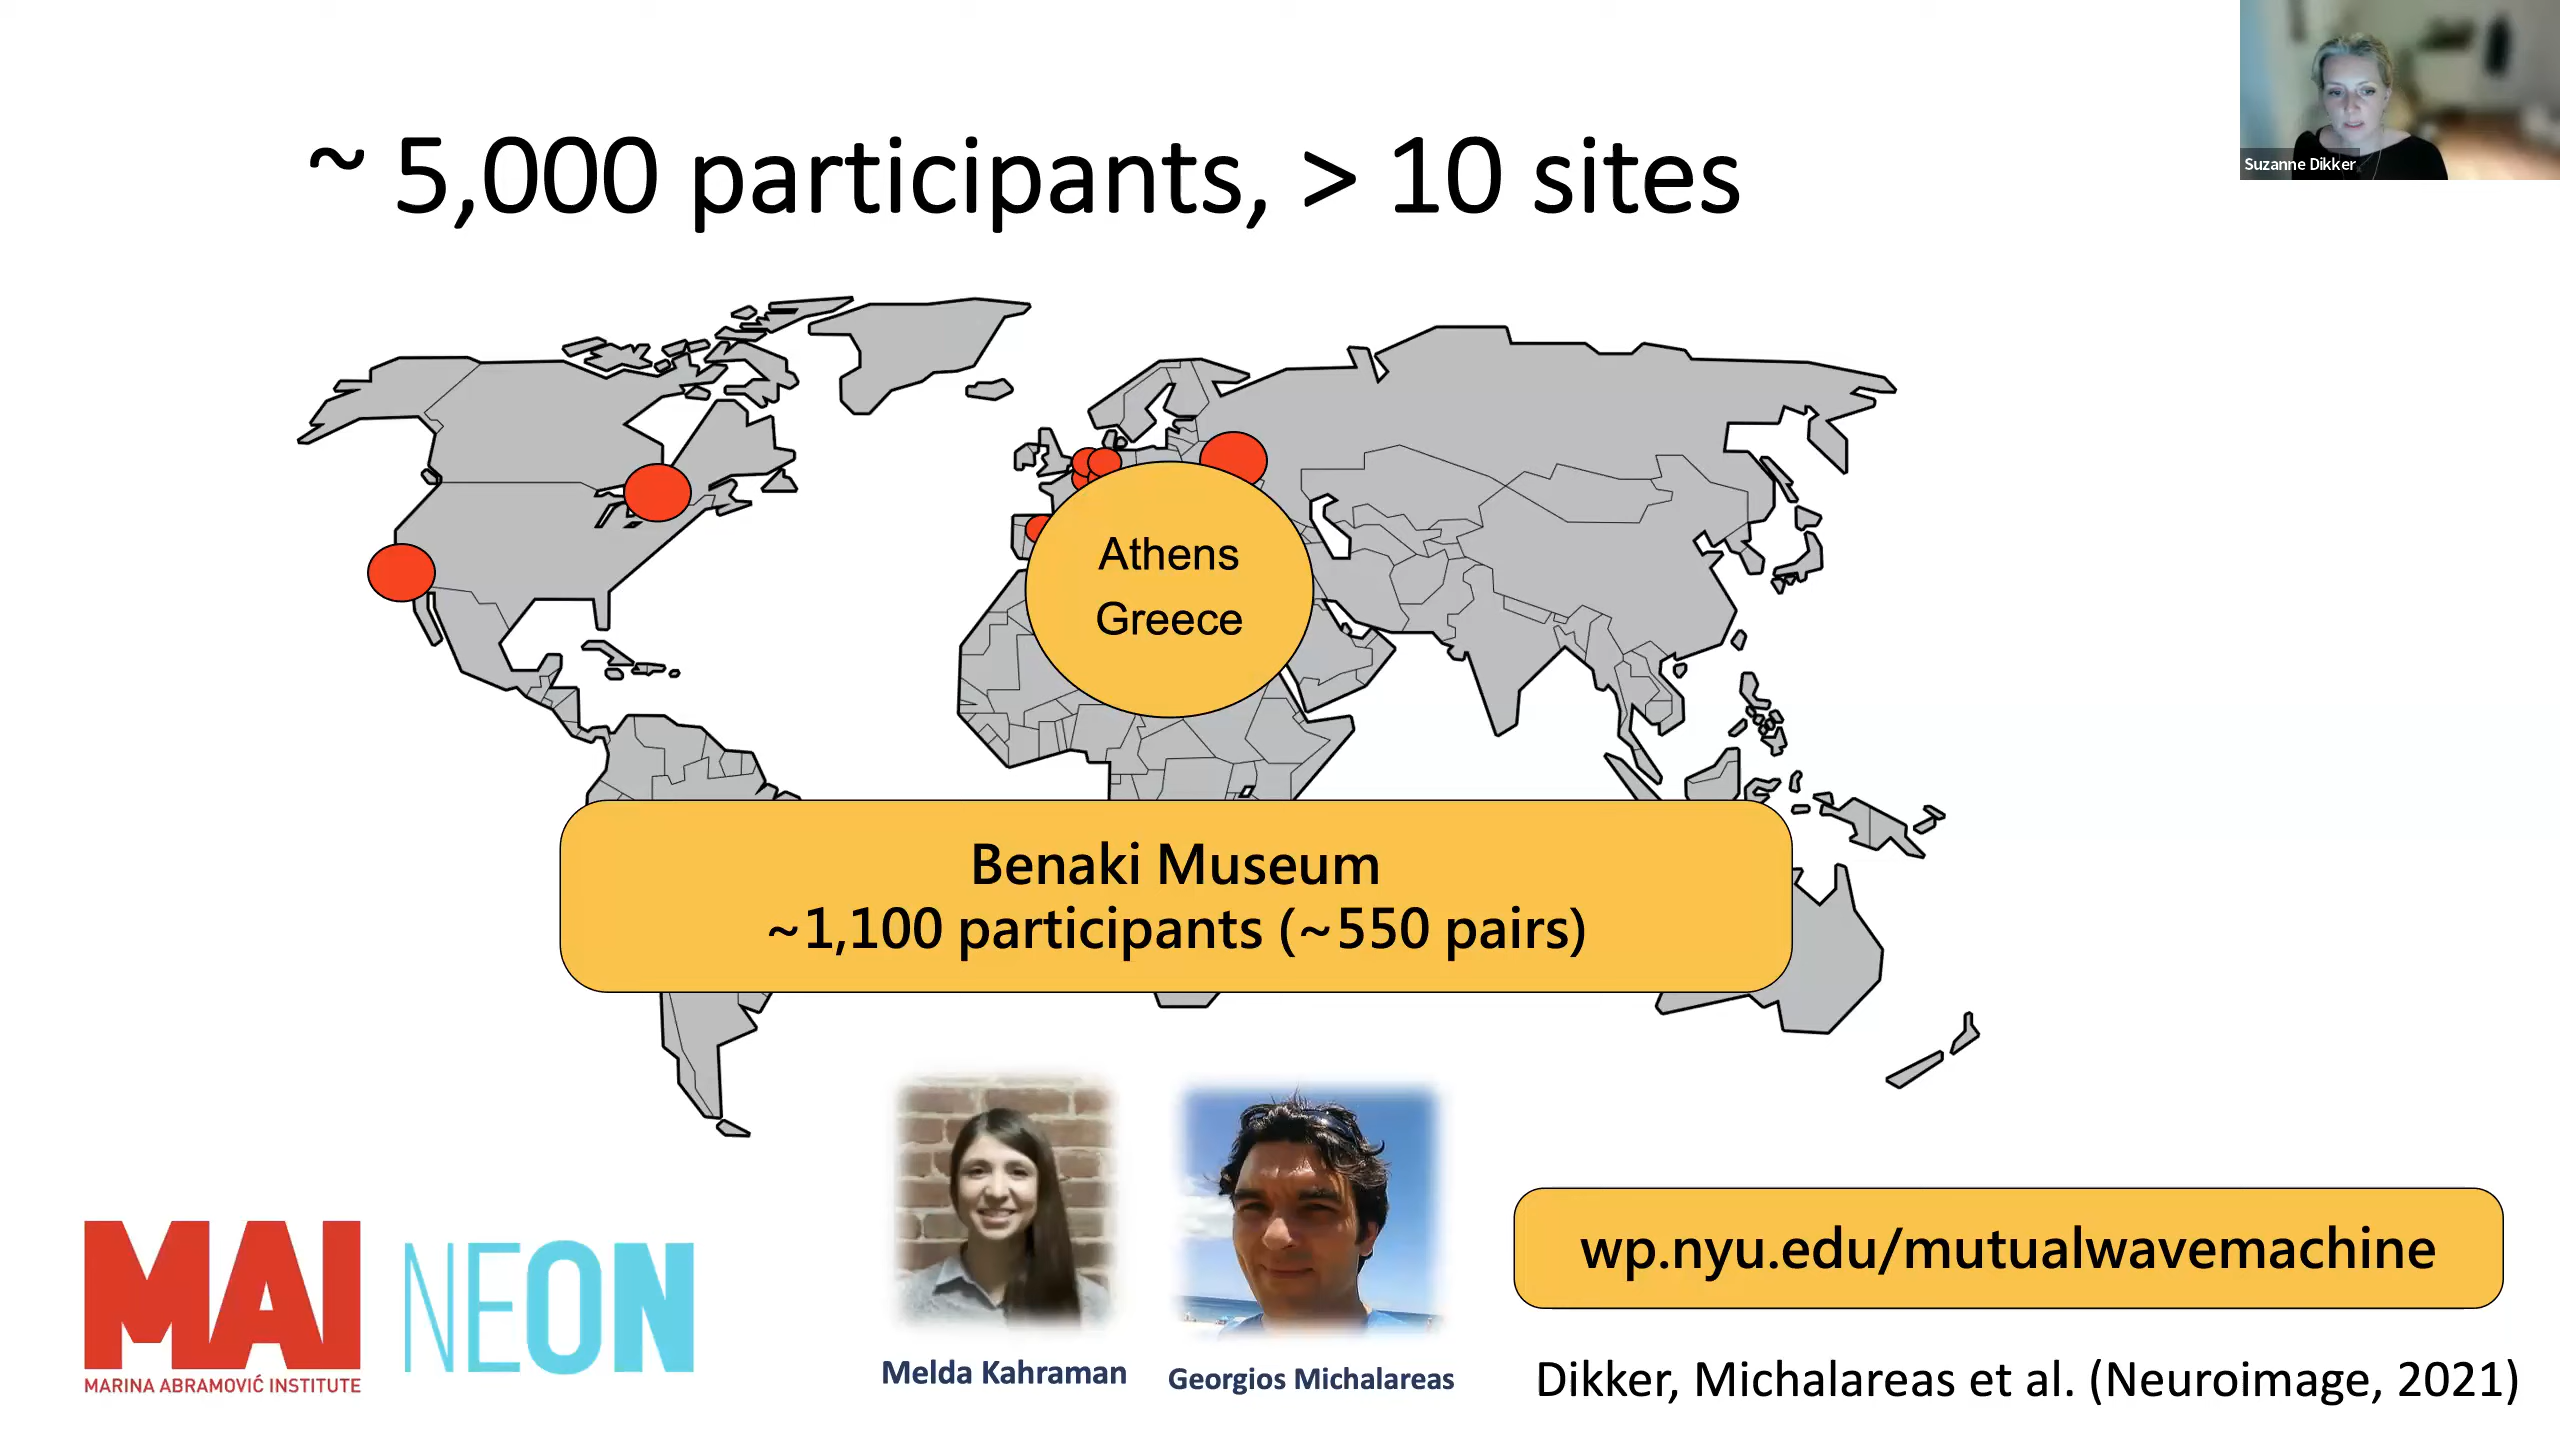 Suzanne Dikker
~ 5,000 participants, > 10 sites
Athens
Greece
Benaki Museum
~1,100 participants (~550 pairs)
MAI
MARINA ABRAMOVIĆ INSTITUTE
NEON
Melda Kahraman
Georgios Michalareas
wp.nyu.edu/mutualwavemachine
Dikker, Michalareas et al. (Neuroimage, 2021)